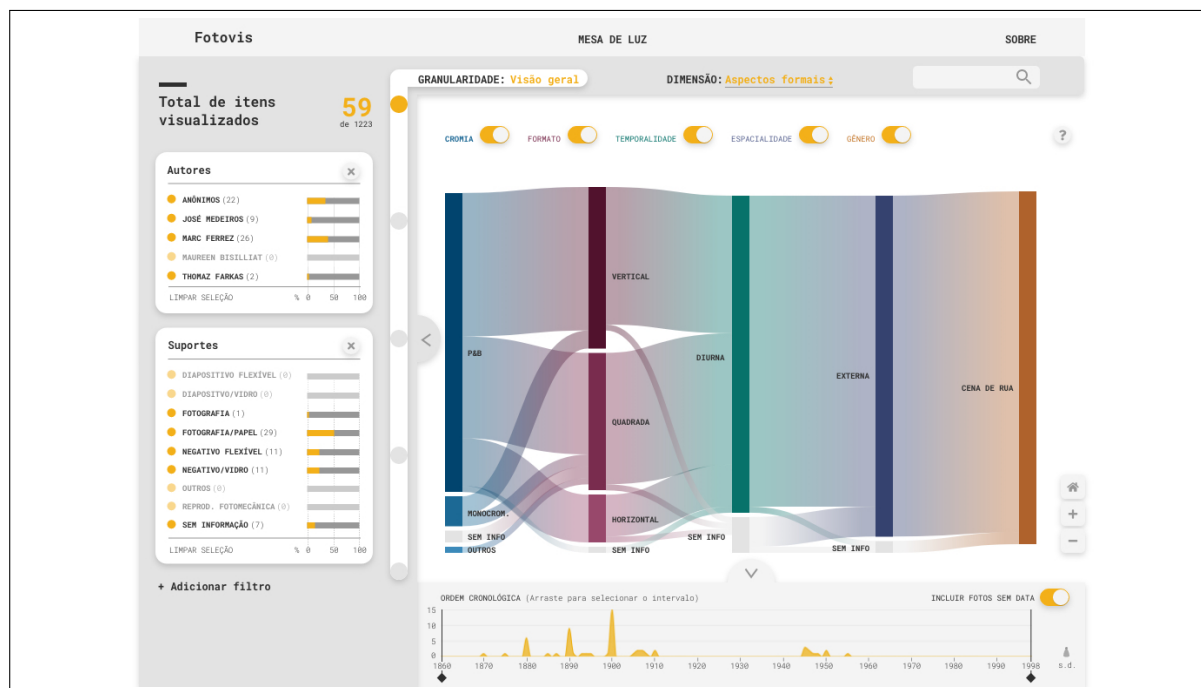 Fotovis
MESA DE LUZ
SOBRE
GRANULARIDADE: Visão geral
DIMENSÃO: Aspectos formais
Total de itens
visualizados
59
de 1223
CROMIA
FORMATO
TEMPORALIDADE
ESPACIALIDADE
GÊNERO
?
Autores
×
ANÔNIMOS (22)
JOSÉ MEDEIROS (9)
MARC FERREZ (26)
MAUREEN BISILLIAT (0)
THOMAZ FARKAS (2)
LIMPAR SELEÇÃO
% 0 50 100
Suportes
×
DIAPOSITIVO FLEXÍVEL (0)
DIAPOSITVO/VIDRO (0)
FOTOGRAFIA (1)
FOTOGRAFIA/PAPEL (29)
NEGATIVO FLEXÍVEL (11)
NEGATIVO/VIDRO (11)
OUTROS (0)
REPROD. FOTOMECÂNICA (0)
SEM INFORMAÇÃO (7)
LIMPAR SELEÇÃO
% 0 50 100
+ Adicionar filtro
P&B
MONOCROM.
SEM INFO
OUTROS
VERTICAL
QUADRADA
HORIZONTAL
SEM INFO
DIURNA
SEM INFO
EXTERNA
SEM INFO
CENA DE RUA
+
−
ORDEM CRONOLÓGICA (Arraste para selecionar o intervalo)
INCLUIR FOTOS SEM DATA
15
10
5
0
1860 1870 1880 1890 1900 1910 1920 1930 1940 1950 1960 1970 1980 1990 1998 s.d.